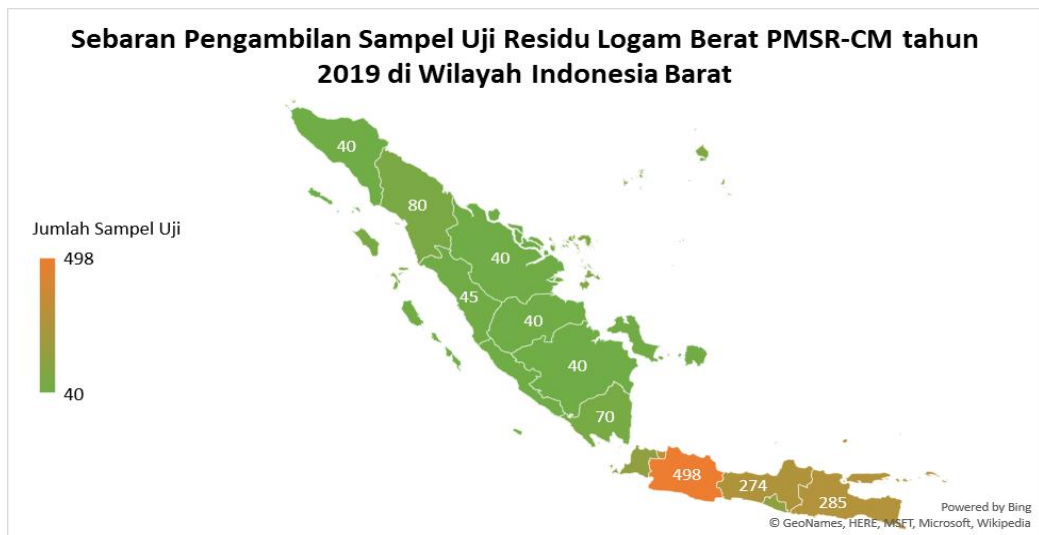 Sebaran Pengambilan Sampel Uji Residu Logam Berat PMSR-CM tahun
2019 di Wilayah Indonesia Barat
40
80
Jumlah Sampel Uji
498
40
45
40
40
40
70
498
274
285
Powered by Bing
© GeoNames, HERE, MSFT, Microsoft, Wikipedia